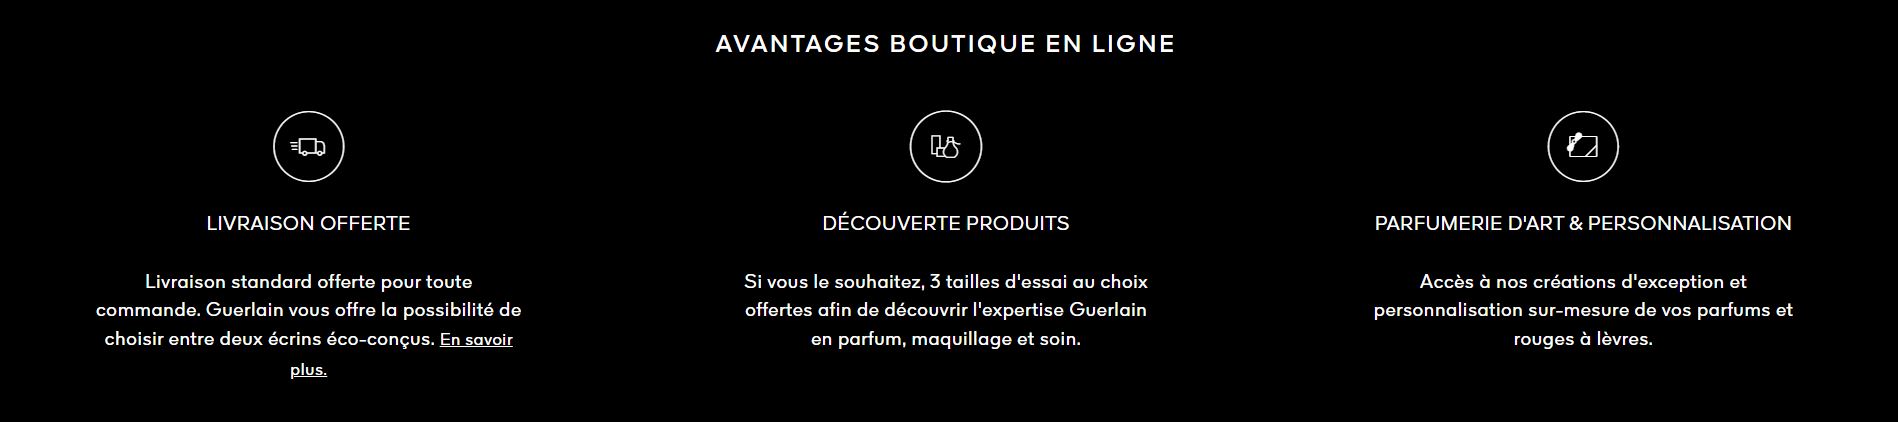 AVANTAGES BOUTIQUE EN LIGNE
LIVRAISON OFFERTE
Livraison standard offerte pour toute
commande. Guerlain vous offre la possibilité de
choisir entre deux écrins éco-conçus. En savoir
plus.
DÉCOUVERTE PRODUITS
Si vous le souhaitez, 3 tailles d'essai au choix
offertes afin de découvrir l'expertise Guerlain
en parfum, maquillage et soin.
PARFUMERIE D'ART & PERSONNALISATION
Accès à nos créations d'exception et
personnalisation sur-mesure de vos parfums et
rouges à lèvres.